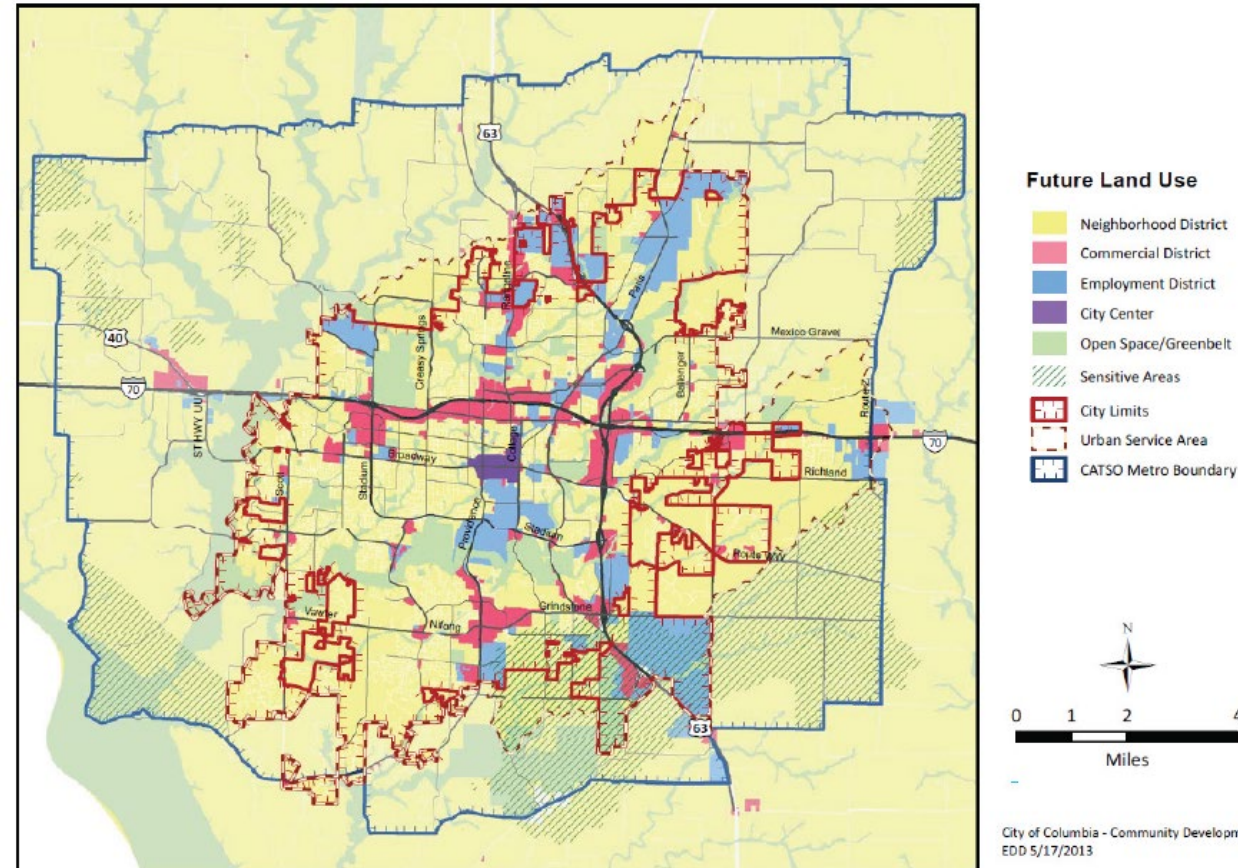 63
40
70
ST HWY UU
Creasy Springs
Rangeline
Paris
Mexico Gravel
Ballenger
Route Z
70
Broadway
College
Scott
Stadium
Richland
Providence
Stadium
Route WW
Vawter
Grindstone
Nifong
63
Future Land Use
Neighborhood District
Commercial District
Employment District
City Center
Open Space/Greenbelt
Sensitive Areas
City Limits
Urban Service Area
CATSO Metro Boundary
N
0 1 2 4
Miles
City of Columbia - Community Developm
EDD 5/17/2013